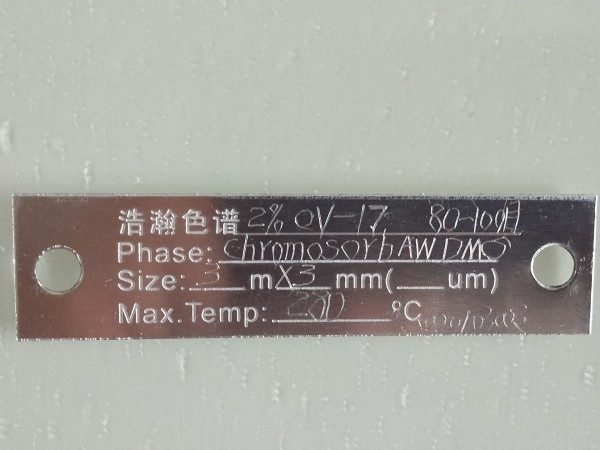 浩瀚色谱 2% OV-17 80-100目
Phase: Chromosorb AW DMCS
Size: 3 m X 3 mm( um)
Max.Temp: ℃